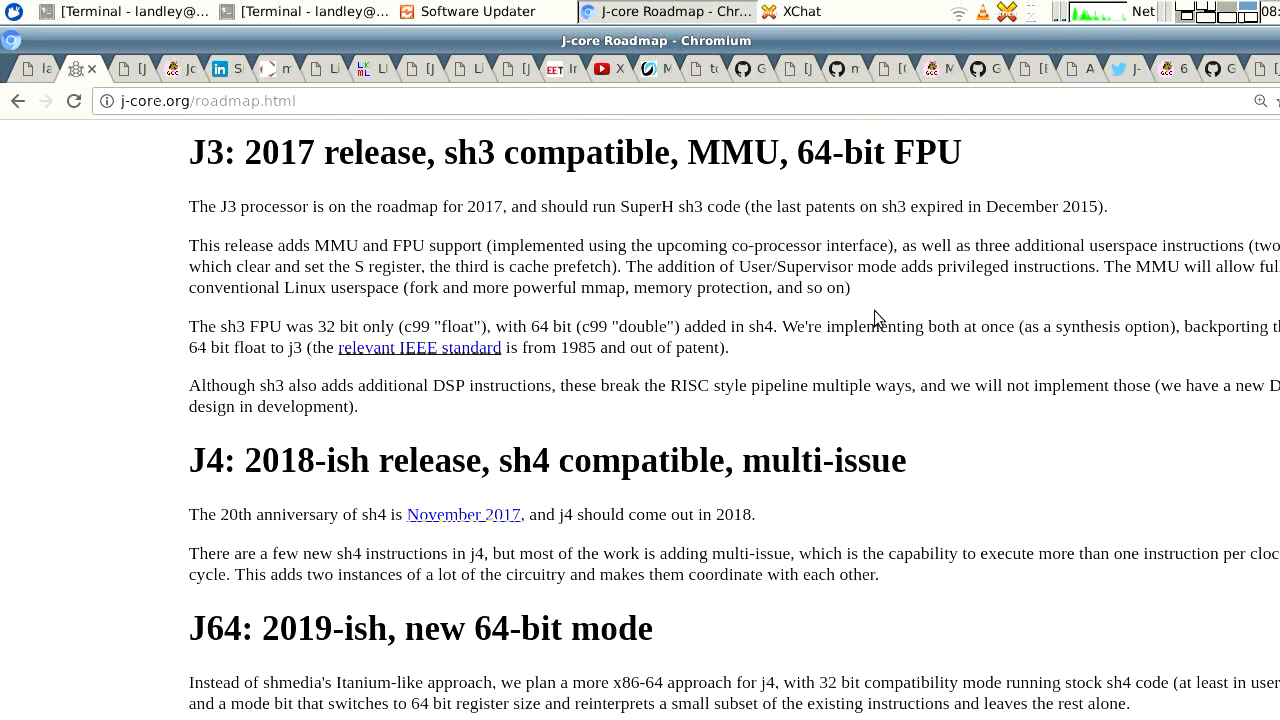 [Terminal - landley@... [Terminal - landley@... Software Updater J-core Roadmap - Chr... XChat Net 08:
J-core Roadmap - Chromium
la [J Jo in S m Li LKML LI [J Li [J EET Ir X M to G [J m [( M G [E A J- 6 G [
j-core.org/roadmap.html
J3: 2017 release, sh3 compatible, MMU, 64-bit FPU
The J3 processor is on the roadmap for 2017, and should run SuperH sh3 code (the last patents on sh3 expired in December 2015).
This release adds MMU and FPU support (implemented using the upcoming co-processor interface), as well as three additional userspace instructions (two
which clear and set the S register, the third is cache prefetch). The addition of User/Supervisor mode adds privileged instructions. The MMU will allow
conventional Linux userspace (fork and more powerful mmap, memory protection, and so on)
The sh3 FPU was 32 bit only (c99 "float"), with 64 bit (c99 "double") added in sh4. We're implementing both at once (as a synthesis option), backporting
64 bit float to j3 (the relevant IEEE standard is from 1985 and out of patent).
Although sh3 also adds additional DSP instructions, these break the RISC style pipeline multiple ways, and we will not implement those (we have a new D
design in development).
J4: 2018-ish release, sh4 compatible, multi-issue
The 20th anniversary of sh4 is November 2017, and j4 should come out in 2018.
There are a few new sh4 instructions in j4, but most of the work is adding multi-issue, which is the capability to execute more than one instruction per cloc
cycle. This adds two instances of a lot of the circuitry and makes them coordinate with each other.
J64: 2019-ish, new 64-bit mode
Instead of shmedia's Itanium-like approach, we plan a more x86-64 approach for j4, with 32 bit compatibility mode running stock sh4 code (at least in user
and a mode bit that switches to 64 bit register size and reinterprets a small subset of the existing instructions and leaves the rest alone.